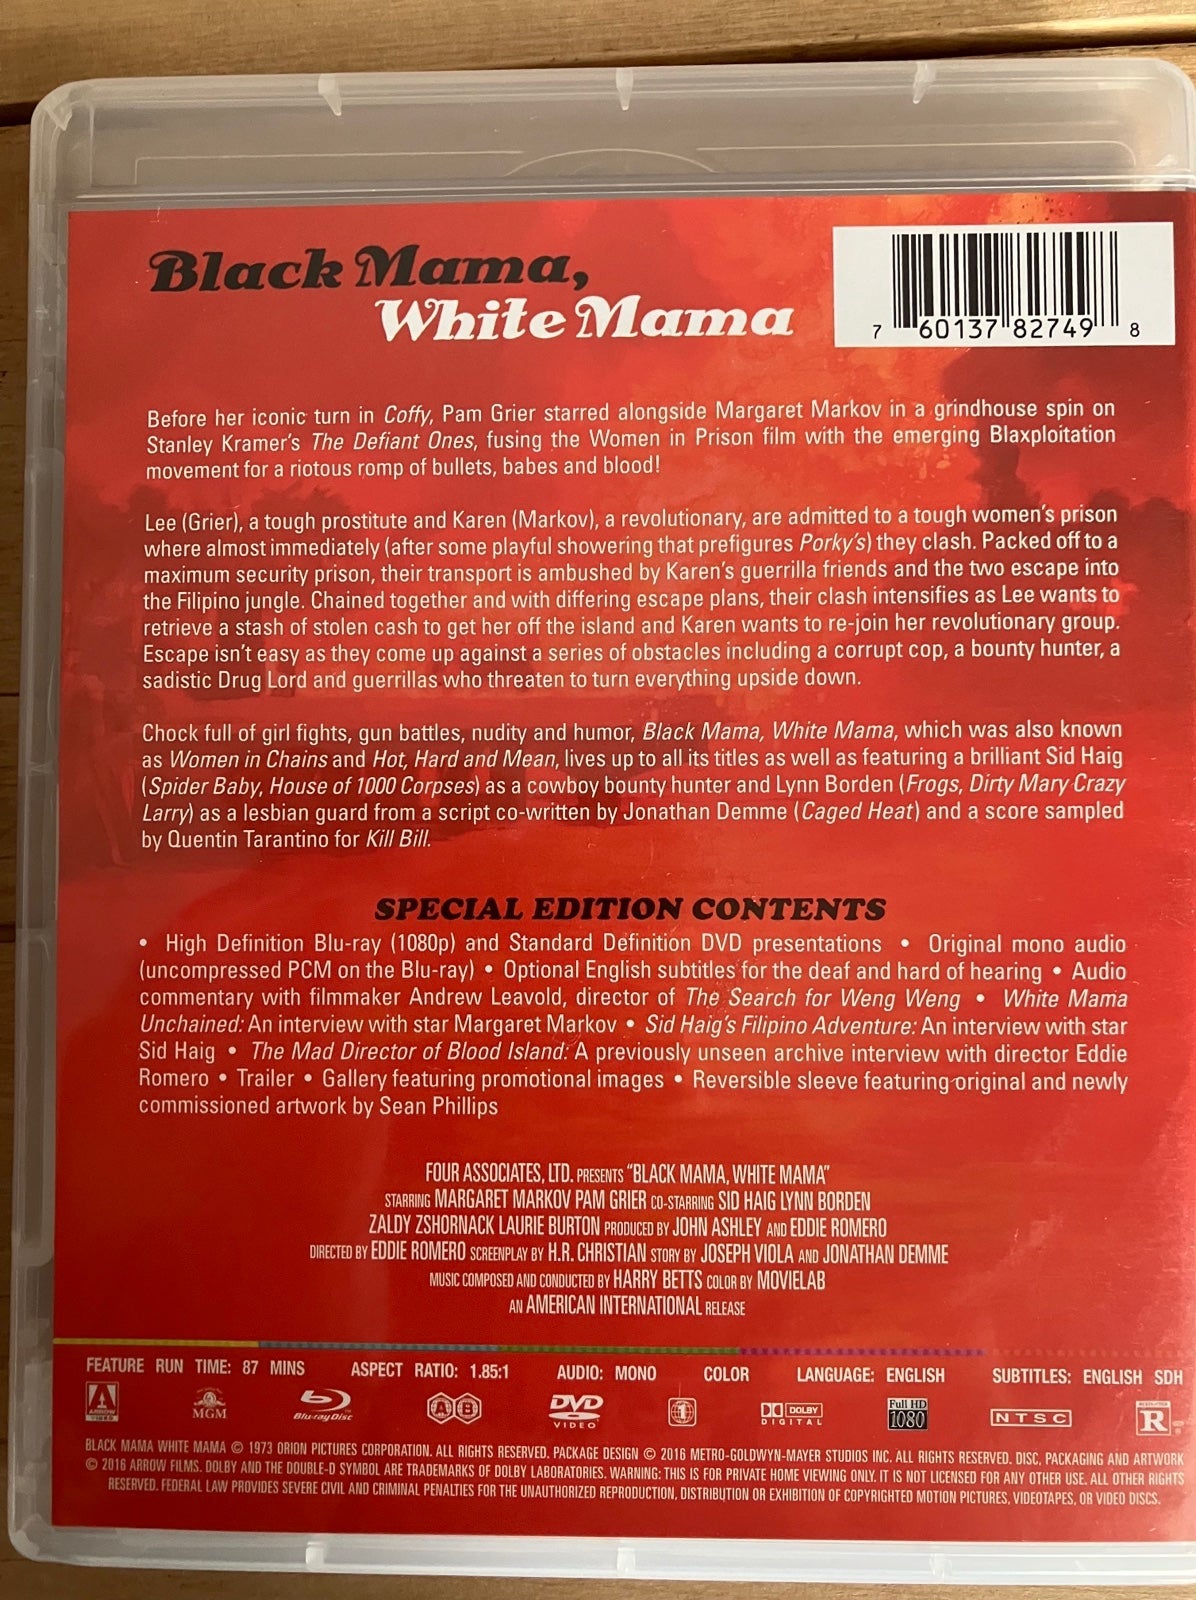 Black Mama,
White Mama
7 60137 82749 8
Before her iconic turn in Coffy, Pam Grier starred alongside Margaret Markov in a grindhouse spin on
Stanley Kramer's The Defiant Ones, fusing the Women in Prison film with the emerging Blaxploitation
movement for a riotous romp of bullets, babes and blood!
Lee (Grier), a tough prostitute and Karen (Markov), a revolutionary, are admitted to a tough women's prison
where almost immediately (after some playful showering that prefigures Porky's) they clash. Packed off to a
maximum security prison, their transport is ambushed by Karen's guerrilla friends and the two escape into
the Filipino jungle. Chained together and with differing escape plans, their clash intensifies as Lee wants to
retrieve a stash of stolen cash to get her off the island and Karen wants to re-join her revolutionary group.
Escape isn't easy as they come up against a series of obstacles including a corrupt cop, a bounty hunter, a
sadistic Drug Lord and guerrillas who threaten to turn everything upside down.
Chock full of girl fights, gun battles, nudity and humor, Black Mama, White Mama, which was also known
as Women in Chains and Hot, Hard and Mean, lives up to all its titles as well as featuring a brilliant Sid Haig
(Spider Baby, House of 1000 Corpses) as a cowboy bounty hunter and Lynn Borden (Frogs, Dirty Mary Crazy
Larry) as a lesbian guard from a script co-written by Jonathan Demme (Caged Heat) and a score sampled
by Quentin Tarantino for Kill Bill.
SPECIAL EDITION CONTENTS
• High Definition Blu-ray (1080p) and Standard Definition DVD presentations • Original mono audio
(uncompressed PCM on the Blu-ray) • Optional English subtitles for the deaf and hard of hearing • Audio
commentary with filmmaker Andrew Leavold, director of The Search for Weng Weng • White Mama
Unchained: An interview with star Margaret Markov • Sid Haig's Filipino Adventure: An interview with star
Sid Haig • The Mad Director of Blood Island: A previously unseen archive interview with director Eddie
Romero • Trailer • Gallery featuring promotional images • Reversible sleeve featuring original and newly
commissioned artwork by Sean Phillips
FOUR ASSOCIATES, LTD. PRESENTS "BLACK MAMA, WHITE MAMA"
STARRING MARGARET MARKOV PAM GRIER CO-STARRING SID HAIG LYNN BORDEN
ZALDY ZSHORNACK LAURIE BURTON PRODUCED BY JOHN ASHLEY AND EDDIE ROMERO
DIRECTED BY EDDIE ROMERO SCREENPLAY BY H.R. CHRISTIAN STORY BY JOSEPH VIOLA AND JONATHAN DEMME
MUSIC COMPOSED AND CONDUCTED BY HARRY BETTS COLOR BY MOVIELAB
AN AMERICAN INTERNATIONAL RELEASE
FEATURE RUN TIME: 87 MINS ASPECT RATIO: 1.85:1 AUDIO: MONO COLOR LANGUAGE: ENGLISH SUBTITLES: ENGLISH SDH
ARROW VIDEO MGM Blu-ray Disc A B DVD VIDEO 1 DOLBY DIGITAL Full HD 1080 NTSC R
BLACK MAMA WHITE MAMA © 1973 ORION PICTURES CORPORATION. ALL RIGHTS RESERVED. PACKAGE DESIGN © 2016 METRO-GOLDWYN-MAYER STUDIOS INC. ALL RIGHTS RESERVED. DISC, PACKAGING AND ARTWORK
© 2016 ARROW FILMS. DOLBY AND THE DOUBLE-D SYMBOL ARE TRADEMARKS OF DOLBY LABORATORIES. WARNING: THIS IS FOR PRIVATE HOME VIEWING ONLY. IT IS NOT LICENSED FOR ANY OTHER USE. ALL OTHER RIGHTS
RESERVED. FEDERAL LAW PROVIDES SEVERE CIVIL AND CRIMINAL PENALTIES FOR THE UNAUTHORIZED REPRODUCTION, DISTRIBUTION OR EXHIBITION OF COPYRIGHTED MOTION PICTURES, VIDEOTAPES, OR VIDEO DISCS.